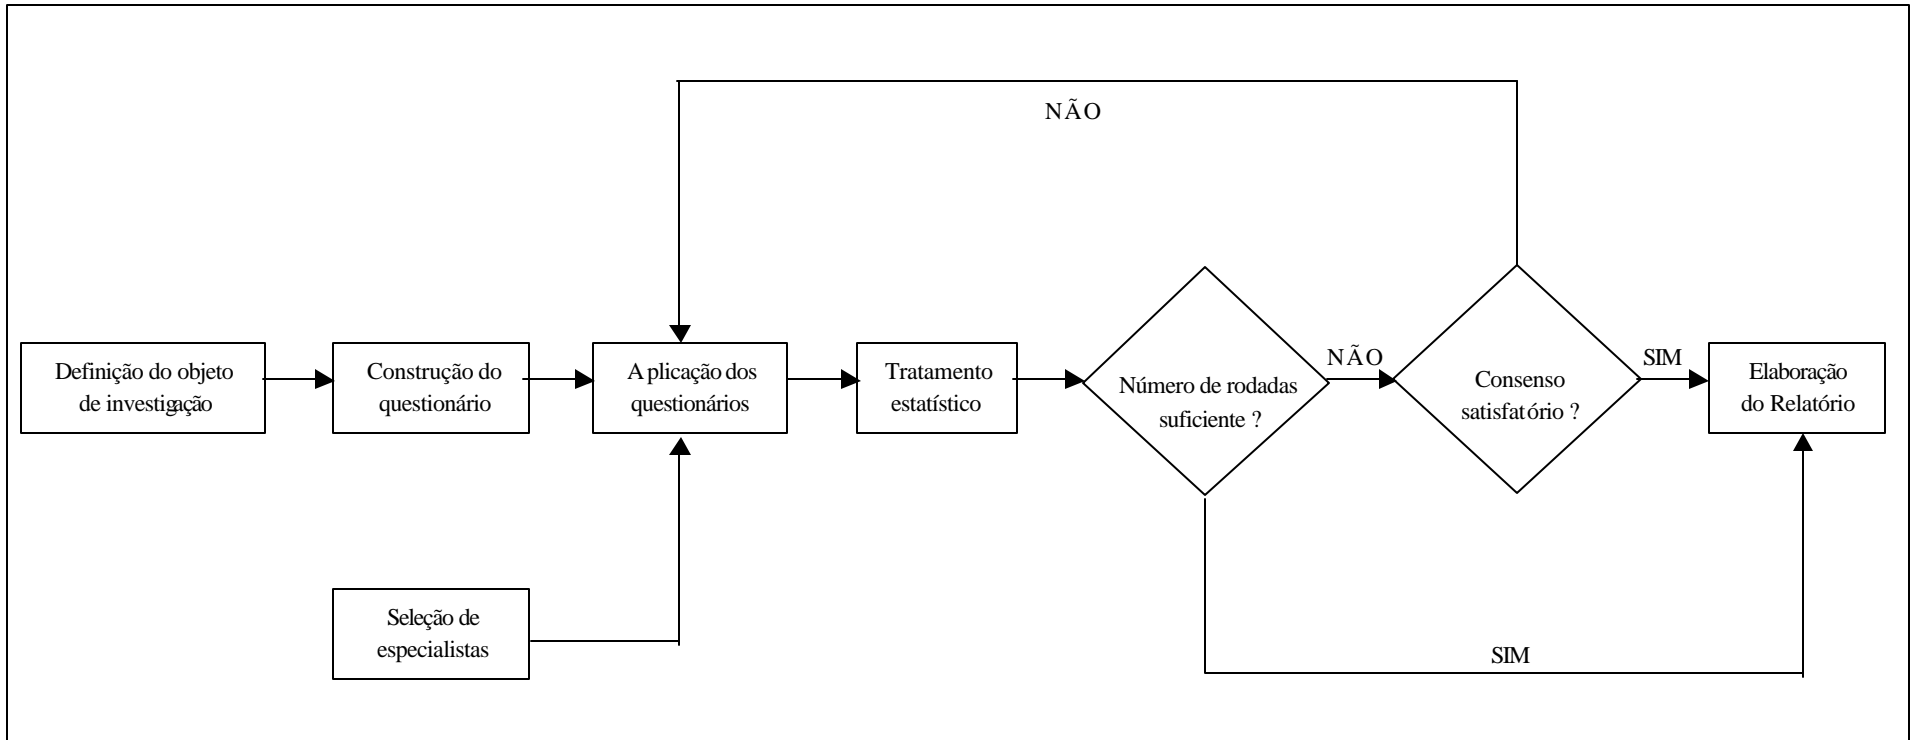 NÃO
Definição do objeto
de investigação
Construção do
questionário
Aplicação dos
questionários
Tratamento
estatístico
Número de rodadas
suficiente ?
NÃO
Consenso
satisfatório ?
SIM
Elaboração
do Relatório
Seleção de
especialistas
SIM